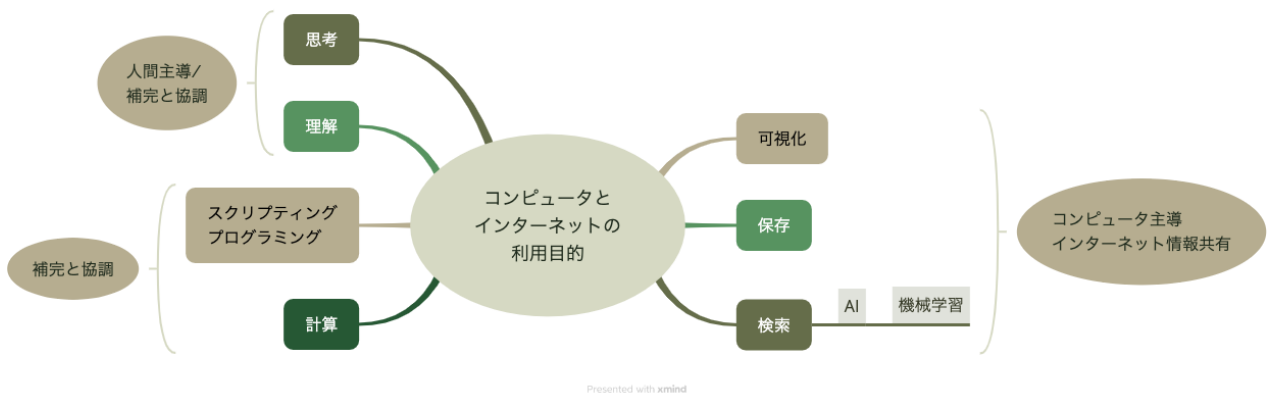 思考
人間主導/
補完と協調
理解
スクリプティング
プログラミング
補完と協調
計算
コンピュータと
インターネットの
利用目的
可視化
保存
検索
AI
機械学習
コンピュータ主導
インターネット情報共有
Presented with xmind